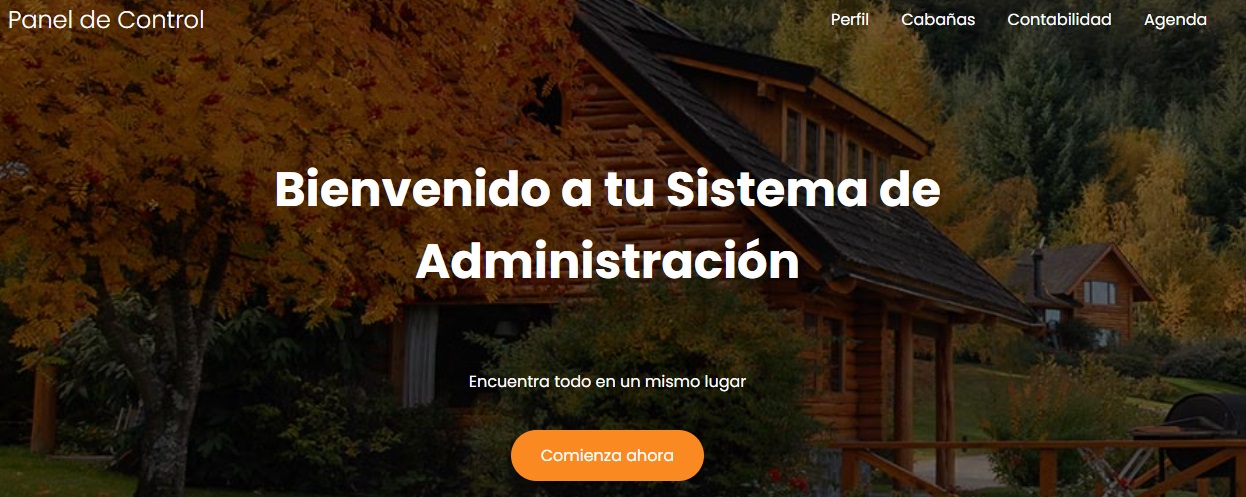 Panel de Control
Perfil Cabañas Contabilidad Agenda
Bienvenido a tu Sistema de
Administración
Encuentra todo en un mismo lugar
Comienza ahora